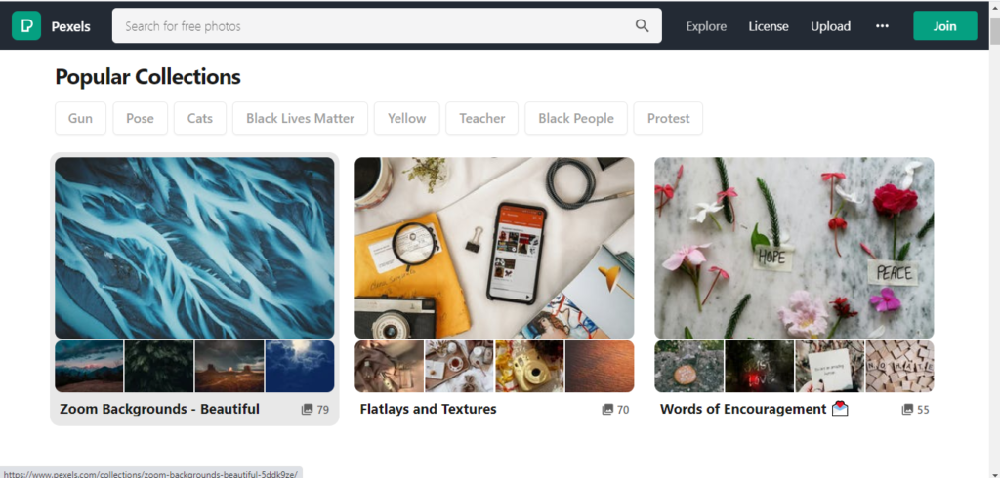 Pexels
Search for free photos
Explore
License
Upload
Join
Popular Collections
Gun
Pose
Cats
Black Lives Matter
Yellow
Teacher
Black People
Protest
HOPE
PEACE
Zoom Backgrounds - Beautiful
79
Flatlays and Textures
70
Words of Encouragement 💌
55
https://www.pexels.com/collections/zoom-backgrounds-beautiful-5ddk9ze/